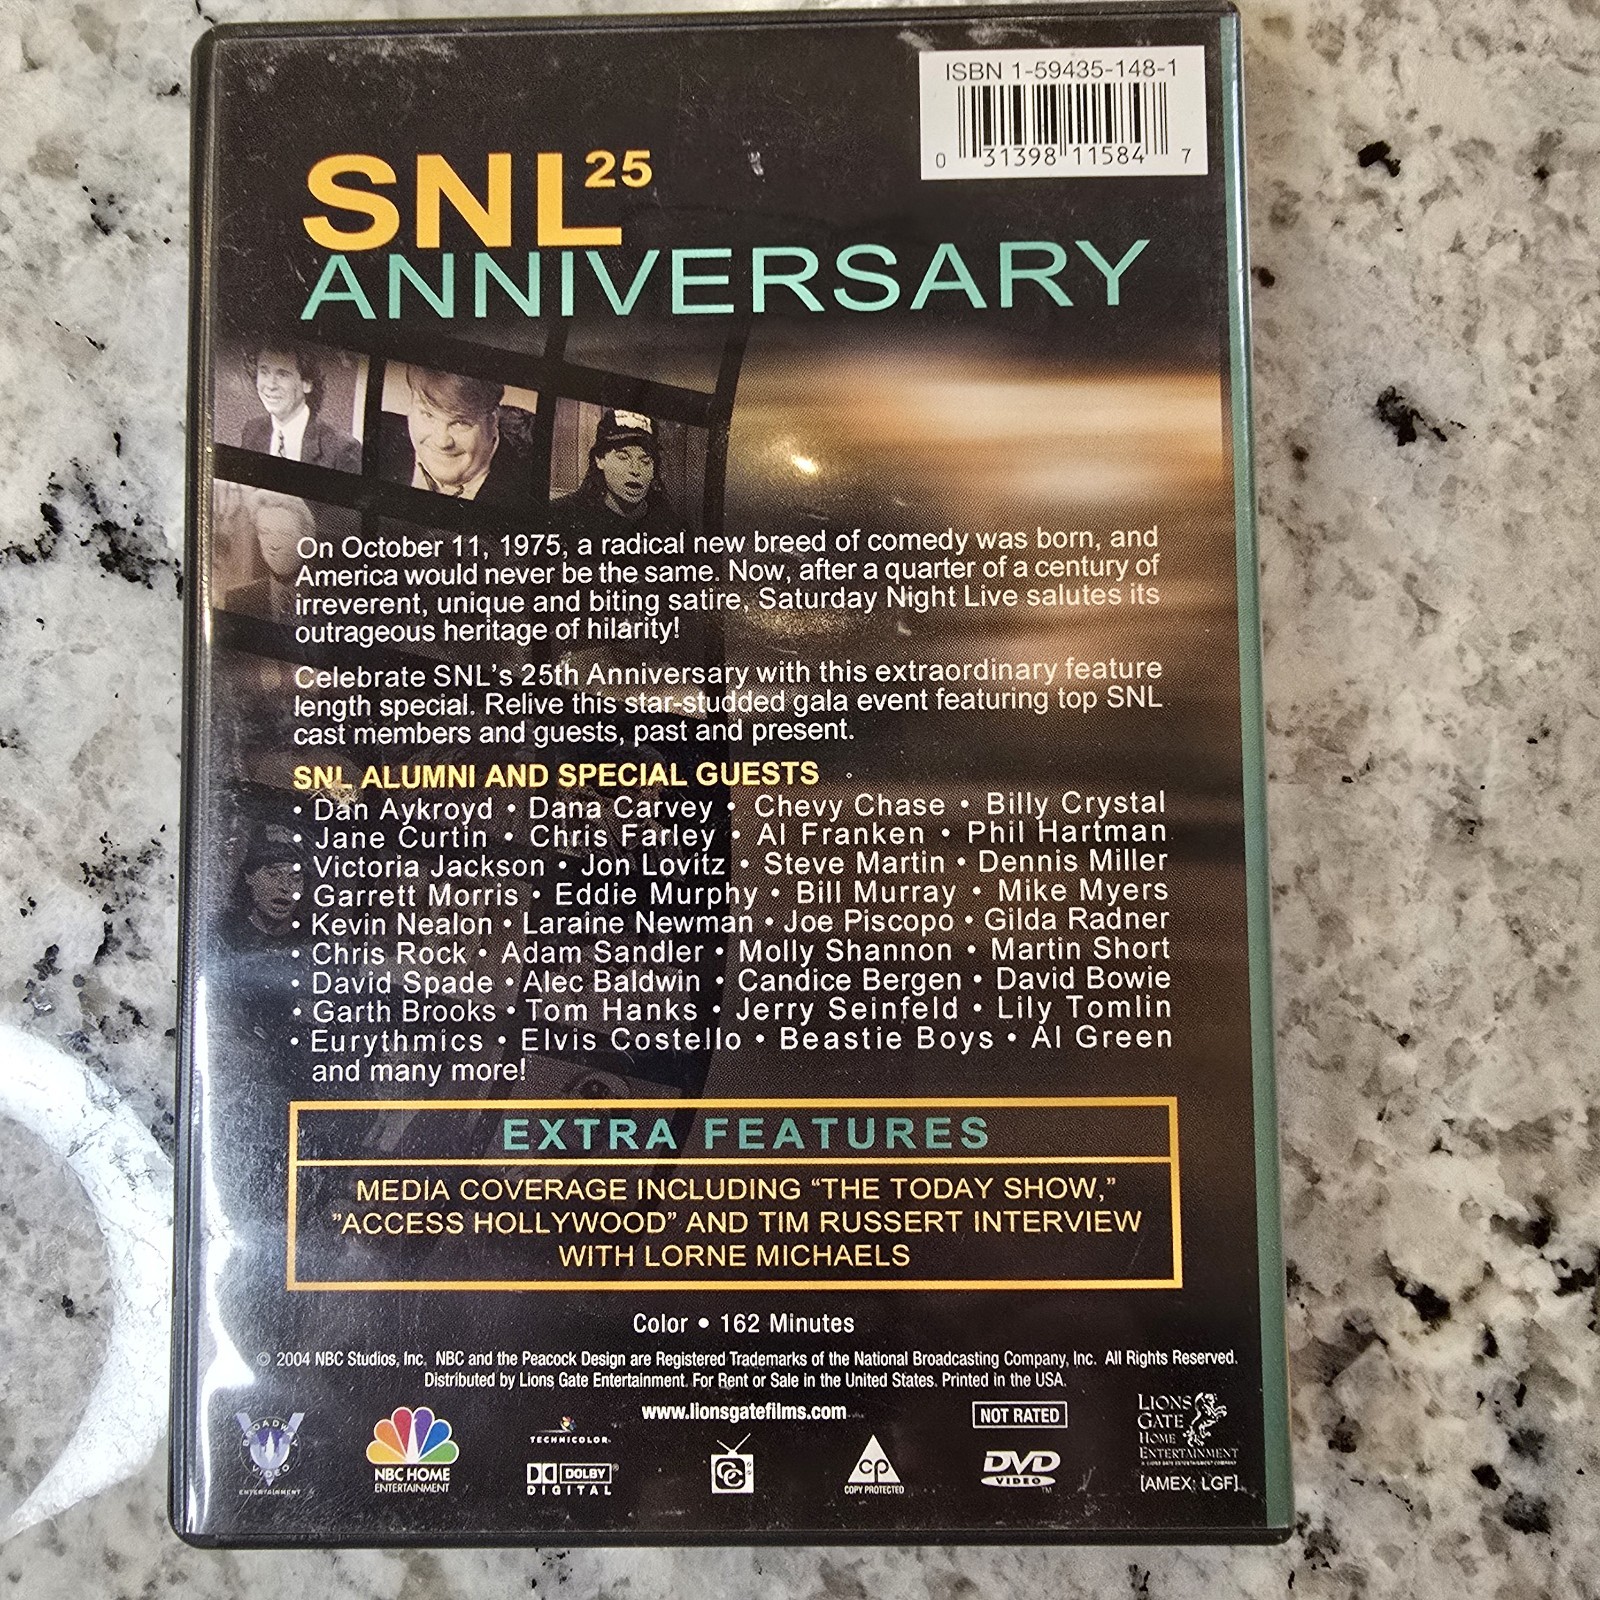 ISBN 1-59435-148-1
0 31398 11584 7
SNL25
ANNIVERSARY
On October 11, 1975, a radical new breed of comedy was born, and
America would never be the same. Now, after a quarter of a century of
irreverent, unique and biting satire, Saturday Night Live salutes its
outrageous heritage of hilarity!
Celebrate SNL's 25th Anniversary with this extraordinary feature
length special. Relive this star-studded gala event featuring top SNL
cast members and guests, past and present.
SNL ALUMNI AND SPECIAL GUESTS
• Dan Aykroyd • Dana Carvey • Chevy Chase • Billy Crystal
• Jane Curtin • Chris Farley • Al Franken • Phil Hartman
• Victoria Jackson • Jon Lovitz • Steve Martin • Dennis Miller
• Garrett Morris • Eddie Murphy • Bill Murray • Mike Myers
• Kevin Nealon • Laraine Newman • Joe Piscopo • Gilda Radner
• Chris Rock • Adam Sandler • Molly Shannon • Martin Short
• David Spade • Alec Baldwin • Candice Bergen • David Bowie
• Garth Brooks • Tom Hanks • Jerry Seinfeld • Lily Tomlin
• Eurythmics • Elvis Costello • Beastie Boys • Al Green
and many more!
EXTRA FEATURES
MEDIA COVERAGE INCLUDING “THE TODAY SHOW,”
”ACCESS HOLLYWOOD” AND TIM RUSSERT INTERVIEW
WITH LORNE MICHAELS
Color • 162 Minutes
© 2004 NBC Studios, Inc. NBC and the Peacock Design are Registered Trademarks of the National Broadcasting Company, Inc. All Rights Reserved.
Distributed by Lions Gate Entertainment. For Rent or Sale in the United States. Printed in the USA.
www.lionsgatefilms.com
NOT RATED
BROADWAY
VIDEO
ENTERTAINMENT
NBC HOME
ENTERTAINMENT
TECHNICOLOR
DOLBY®
DIGITAL
CC
CP
COPY PROTECTED
DVD
VIDEO™
LIONS
GATE
HOME
ENTERTAINMENT
A LIONS GATE ENTERTAINMENT COMPANY
[AMEX: LGF]